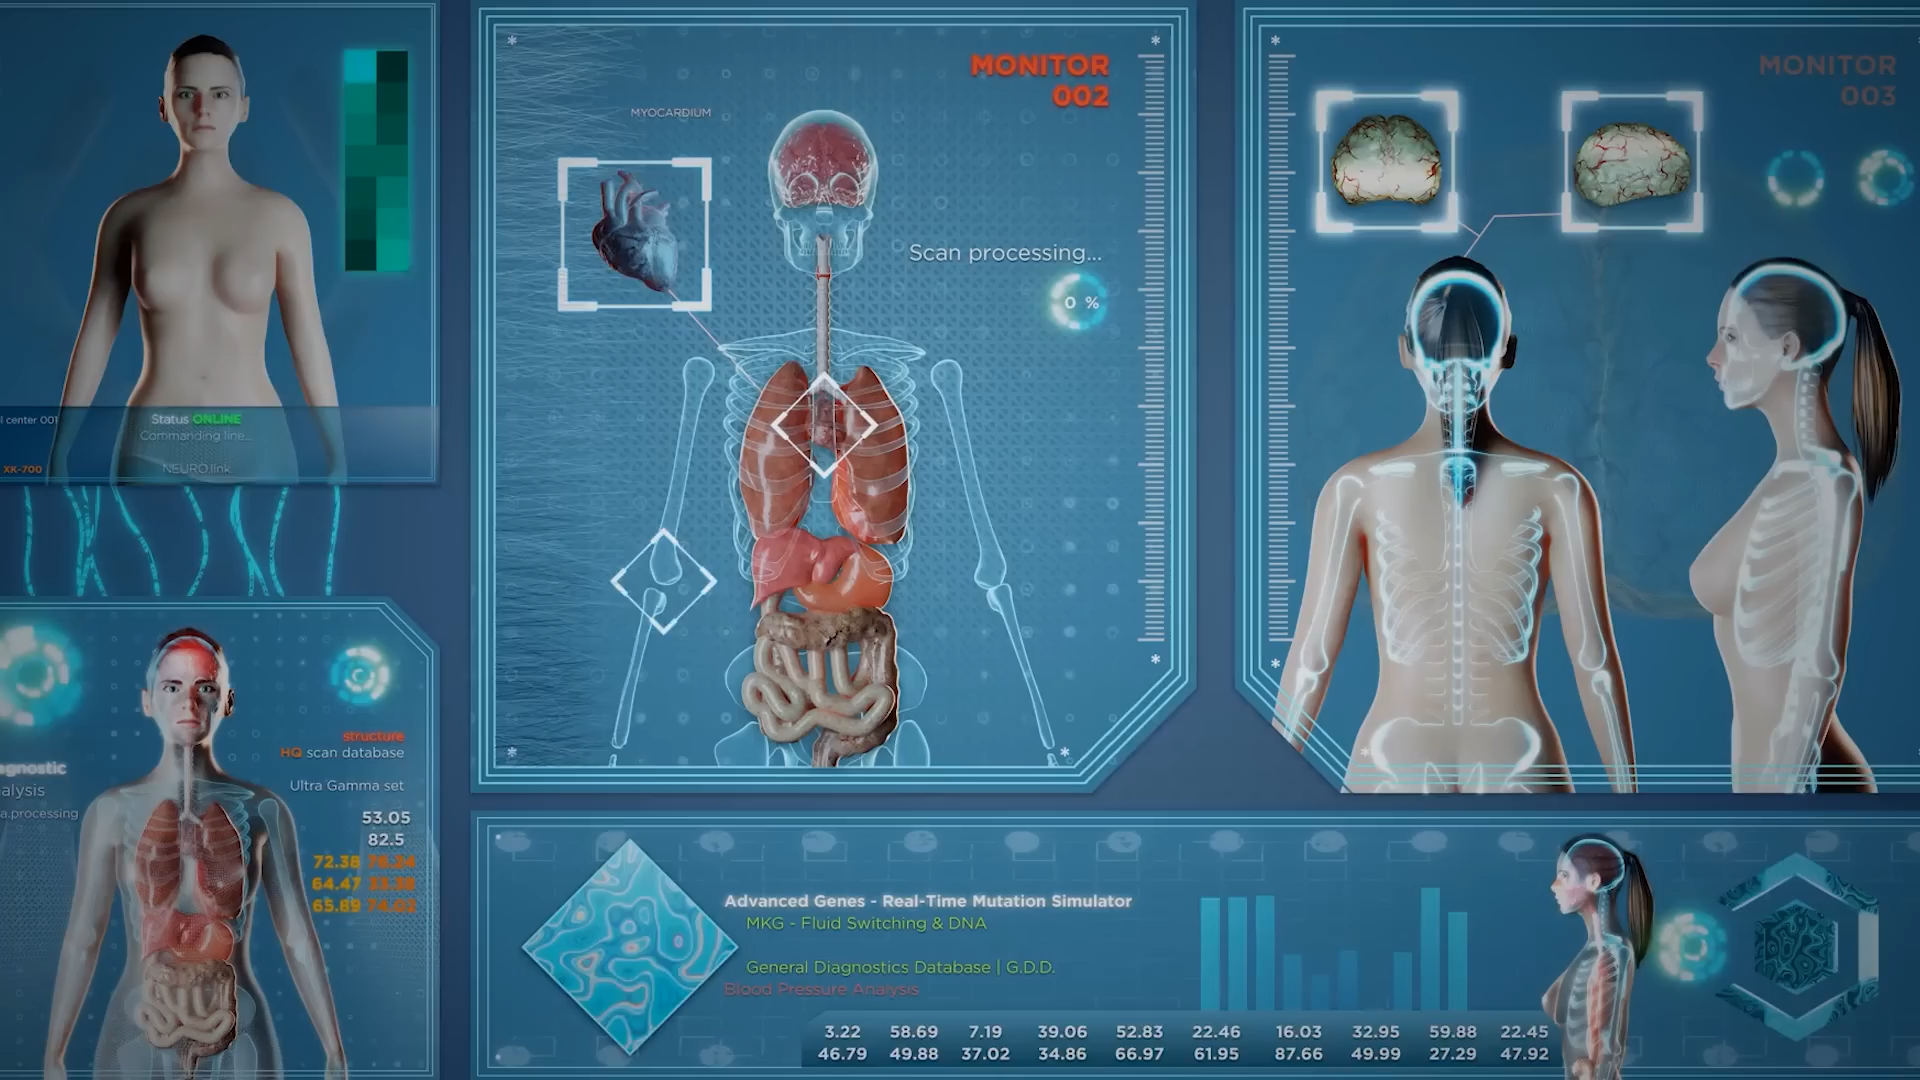 l center 001
Status ONLINE
Commanding line...
XK-700
NEURO link
structure
HQ scan database
Ultra Gamma set
agnostic
alysis
a.processing
53.05
82.5
72.38
64.47
65.89 74.02
MONITOR
002
MYOCARDIUM
Scan processing...
0 %
MONITOR
003
Advanced Genes - Real-Time Mutation Simulator
MKG - Fluid Switching & DNA
General Diagnostics Database | G.D.D.
Blood Pressure Analysis
3.22 58.69 7.19 39.06 52.83 22.46 16.03 32.95 59.88 22.45
46.79 49.88 37.02 34.86 66.97 61.95 87.66 49.99 27.29 47.92